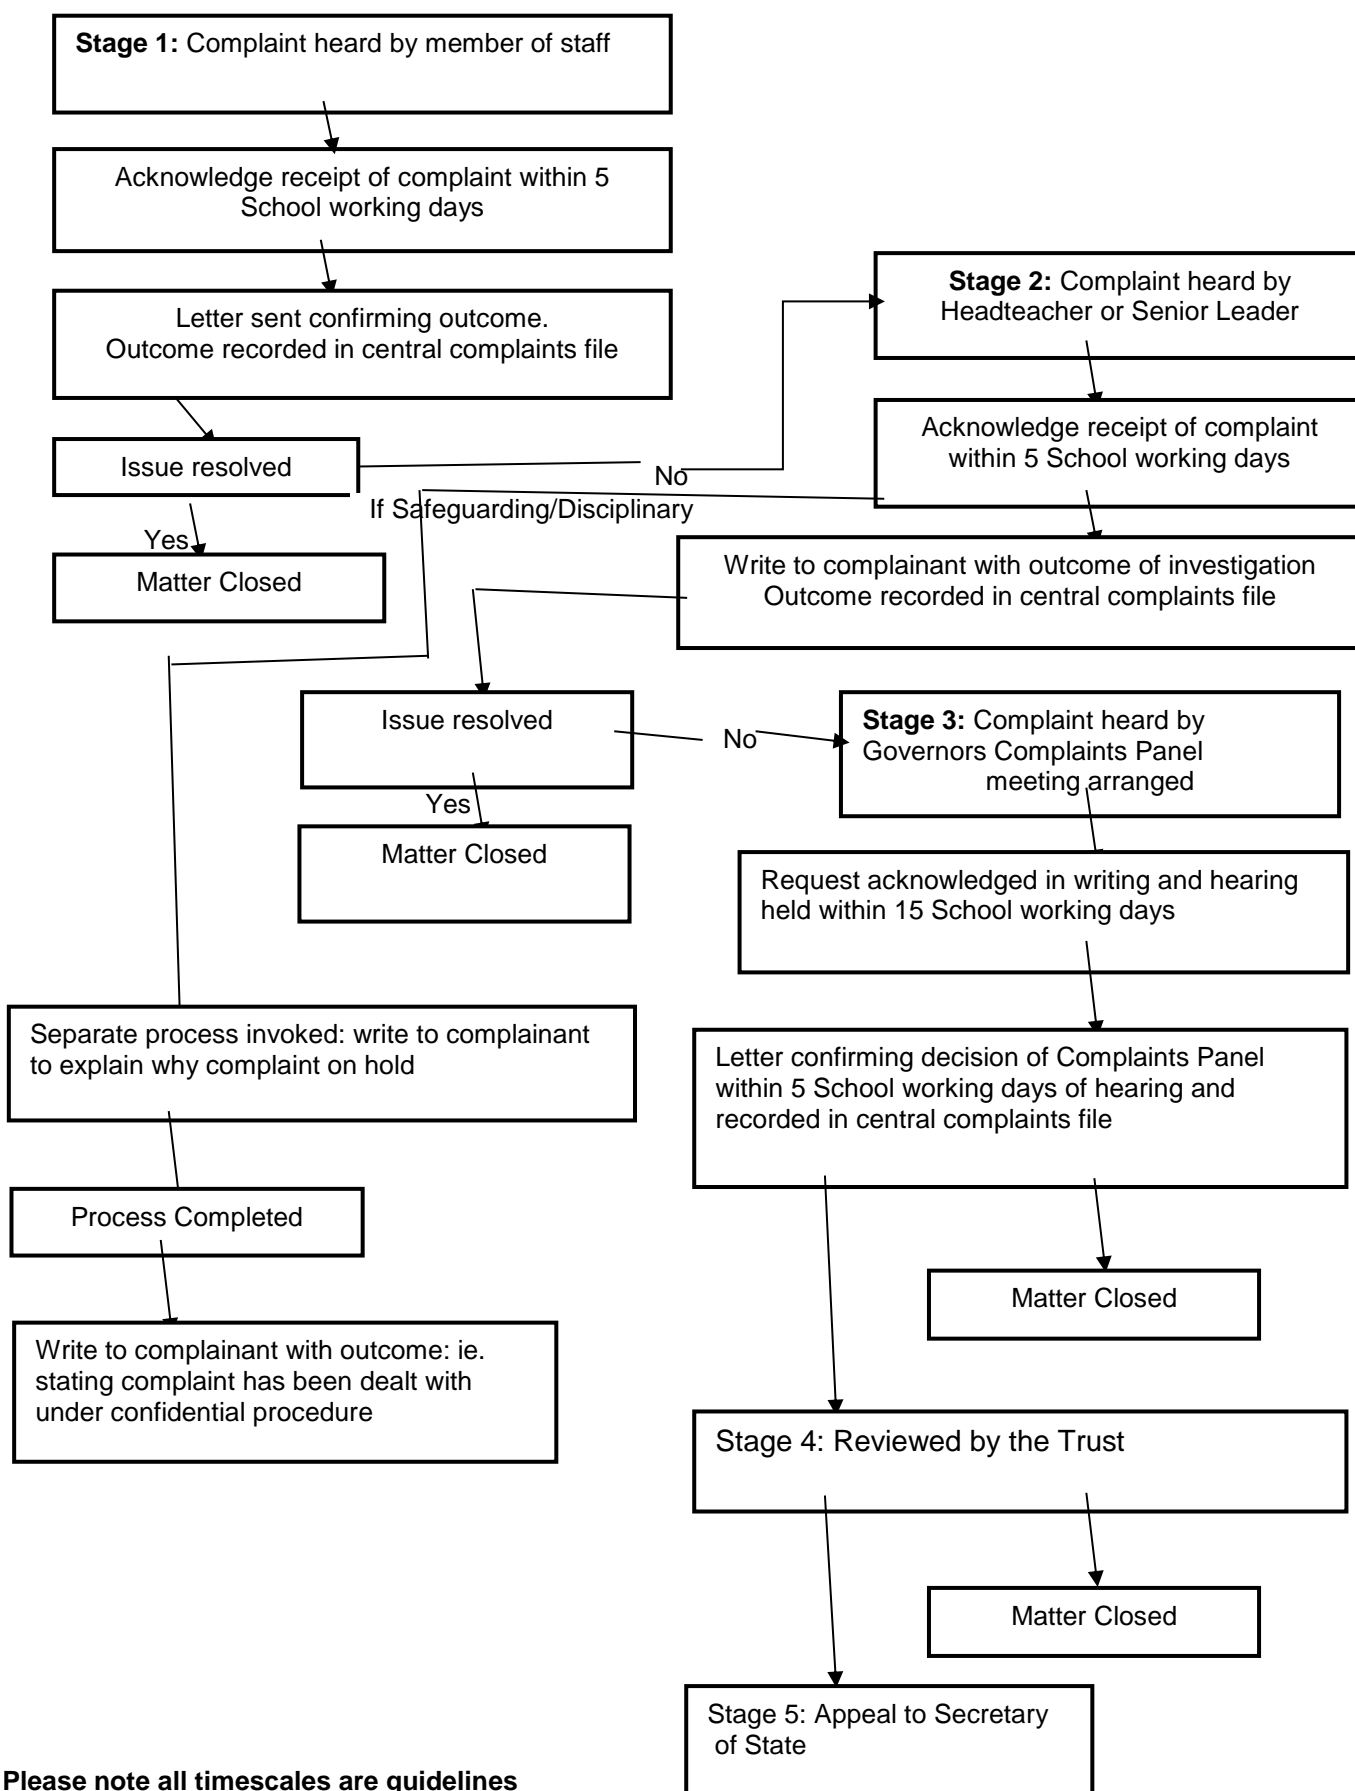 Stage 1: Complaint heard by member of staff
Acknowledge receipt of complaint within 5
School working days
Letter sent confirming outcome.
Outcome recorded in central complaints file
Issue resolved
No
If Safeguarding/Disciplinary
Yes
Matter Closed
Stage 2: Complaint heard by
Headteacher or Senior Leader
Acknowledge receipt of complaint
within 5 School working days
Write to complainant with outcome of investigation
Outcome recorded in central complaints file
Issue resolved
No
Yes
Matter Closed
Stage 3: Complaint heard by
Governors Complaints Panel
meeting arranged
Request acknowledged in writing and hearing
held within 15 School working days
Separate process invoked: write to complainant
to explain why complaint on hold
Letter confirming decision of Complaints Panel
within 5 School working days of hearing and
recorded in central complaints file
Process Completed
Matter Closed
Write to complainant with outcome: ie.
stating complaint has been dealt with
under confidential procedure
Stage 4: Reviewed by the Trust
Matter Closed
Stage 5: Appeal to Secretary
of State
Please note all timescales are guidelines